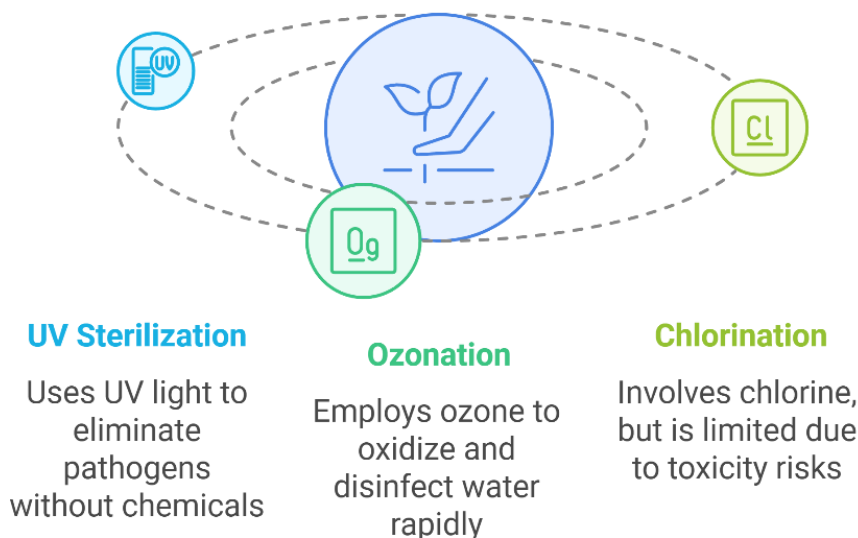 UV
Cl
Og
UV Sterilization
Uses UV light to
eliminate
pathogens
without chemicals
Ozonation
Employs ozone to
oxidize and
disinfect water
rapidly
Chlorination
Involves chlorine,
but is limited due
to toxicity risks